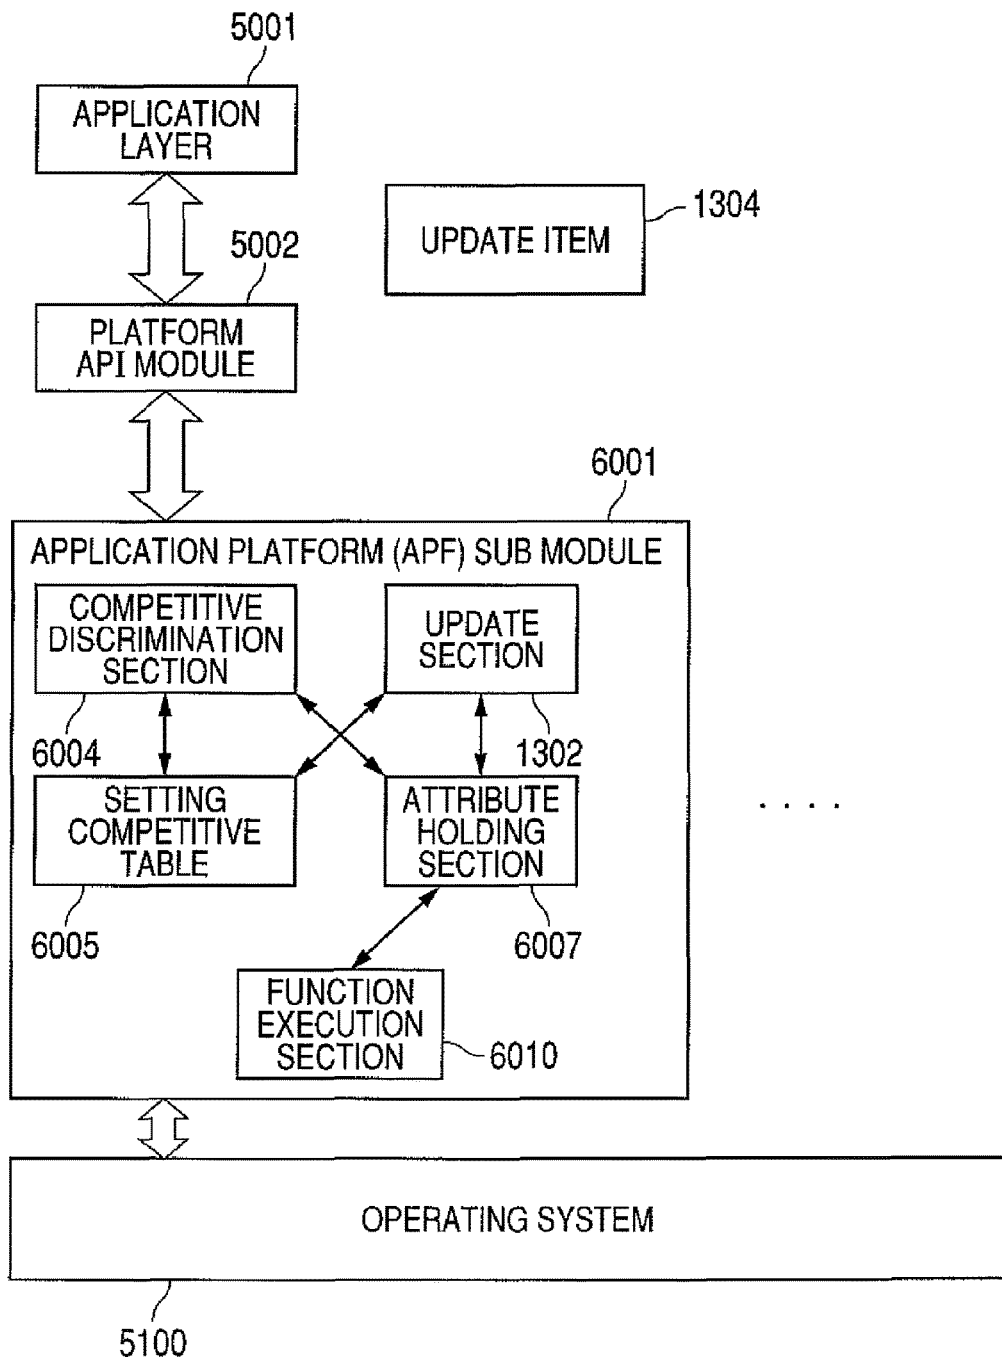 5001
APPLICATION
LAYER
1304
UPDATE ITEM
5002
PLATFORM
API MODULE
6001
APPLICATION PLATFORM (APF) SUB MODULE
COMPETITIVE
DISCRIMINATION
SECTION
UPDATE
SECTION
6004
1302
SETTING
COMPETITIVE
TABLE
ATTRIBUTE
HOLDING
SECTION
. . . .
6005
6007
FUNCTION
EXECUTION
SECTION
6010
OPERATING SYSTEM
5100